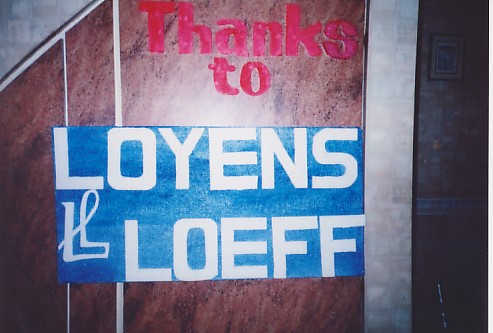 Thanks
to
LOYENS
LL LOEFF